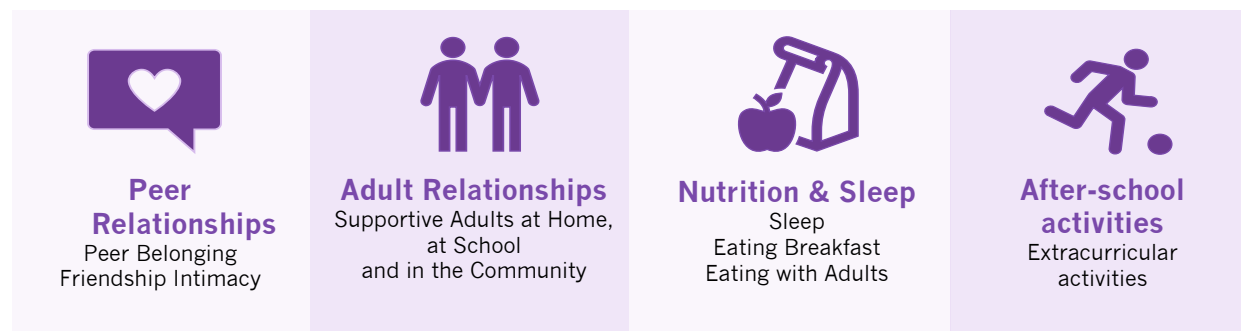 Peer
Relationships
Peer Belonging
Friendship Intimacy
Adult Relationships
Supportive Adults at Home,
at School
and in the Community
Nutrition & Sleep
Sleep
Eating Breakfast
Eating with Adults
After-school
activities
Extracurricular
activities